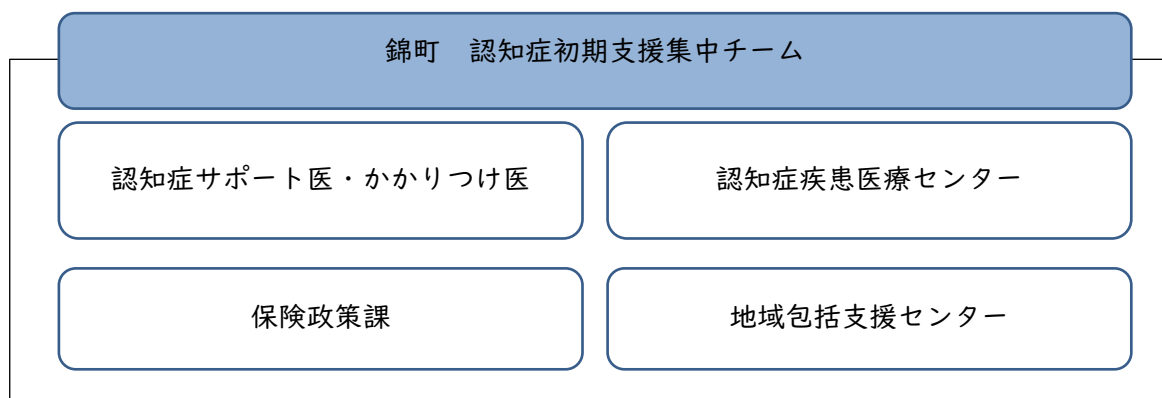 錦町　認知症初期支援集中チーム
認知症サポート医・かかりつけ医
認知症疾患医療センター
保険政策課
地域包括支援センター